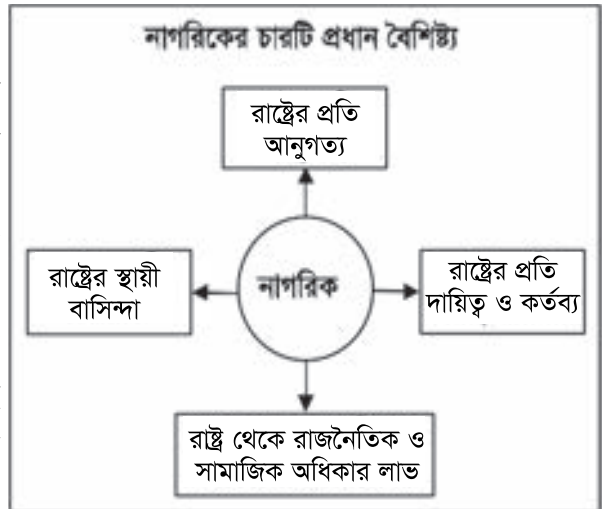 নাগরিকের চারটি প্রধান বৈশিষ্ট্য
রাষ্ট্রের প্রতি
আনুগত্য
রাষ্ট্রের স্থায়ী
বাসিন্দা
নাগরিক
রাষ্ট্রের প্রতি
দায়িত্ব ও কর্তব্য
রাষ্ট্র থেকে রাজনৈতিক ও
সামাজিক অধিকার লাভ